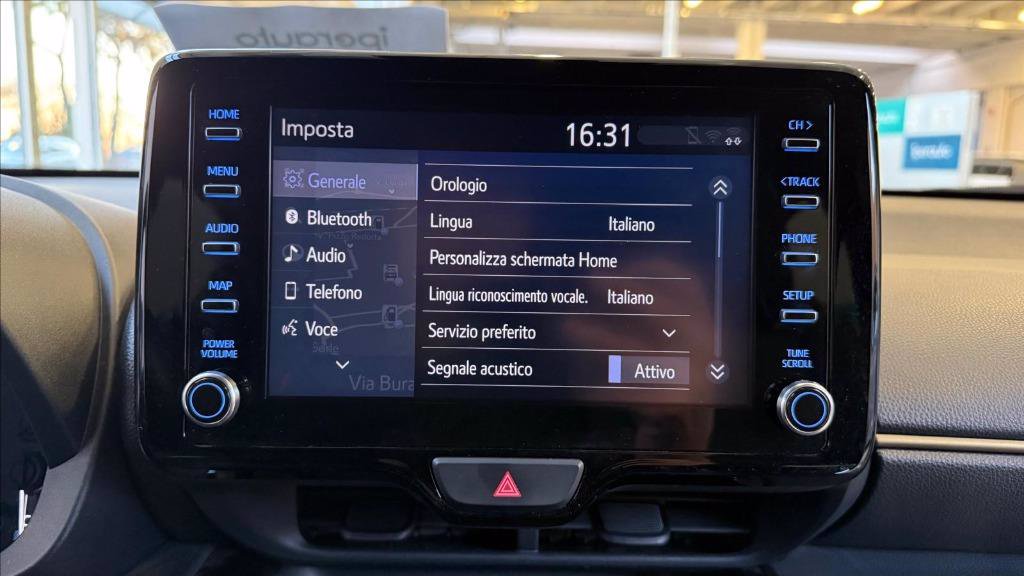 iperauto
HOME
MENU
AUDIO
MAP
POWER
VOLUME
Imposta
16:31
Generale
Bluetooth
Audio
Telefono
Voce
Via Bura
Orologio
Lingua Italiano
Personalizza schermata Home
Lingua riconoscimento vocale. Italiano
Servizio preferito
Segnale acustico Attivo
CH >
<TRACK
PHONE
SETUP
TUNE
SCROLL